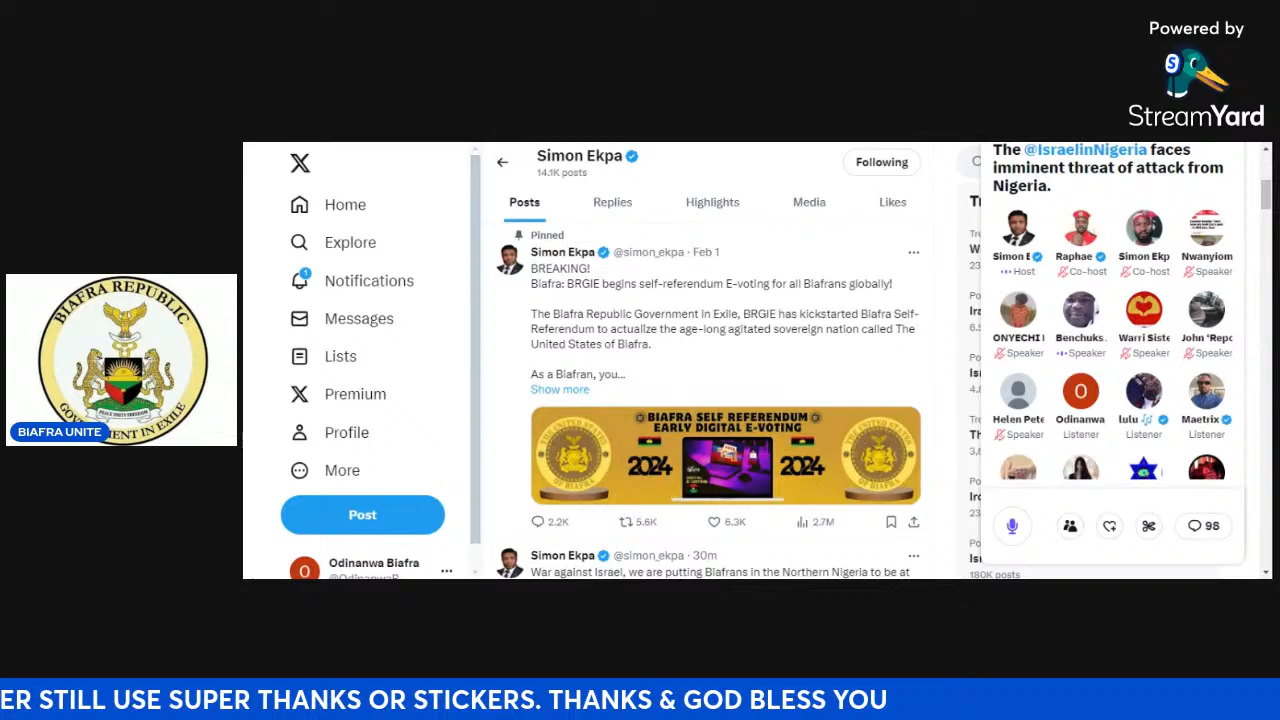 Powered by
StreamYard
BIAFRA REPUBLIC
BIAFRA UNITE
Home
Explore
1
Notifications
Messages
Lists
Premium
Profile
More
Post
Odinanwa Biafra
Simon Ekpa
14.1K posts
Following
Posts
Replies
Highlights
Media
Likes
Pinned
Simon Ekpa @simon_ekpa · Feb 1
BREAKING!
Biafra: BRGIE begins self-referendum E-voting for all Biafrans globally!
The Biafra Republic Government in Exile, BRGIE has kickstarted Biafra Self-
Referendum to actualize the age-long agitated sovereign nation called The
United States of Biafra.
As a Biafran, you...
Show more
BIAFRA SELF REFERENDUM
EARLY DIGITAL E-VOTING
2024
2024
2.2K
5.6K
6.3K
2.7M
Simon Ekpa @simon_ekpa · 30m
War against Israel, we are putting Biafrans in the Northern Nigeria to be at
The @IsraelinNigeria faces
imminent threat of attack from
Nigeria.
Simon E
Raphae
Simon Ekp
Nwanyiom
Host
Co-host
Co-host
Speaker
ONYECHI
Benchuks
Warri Siste
John 'Repo
Speaker
Speaker
Speaker
Speaker
O
Helen Pete
Odinanwa
lulu
Maetrix
Speaker
Listener
Listener
Listener
98
180K posts
ER STILL USE SUPER THANKS OR STICKERS. THANKS & GOD BLESS YOU